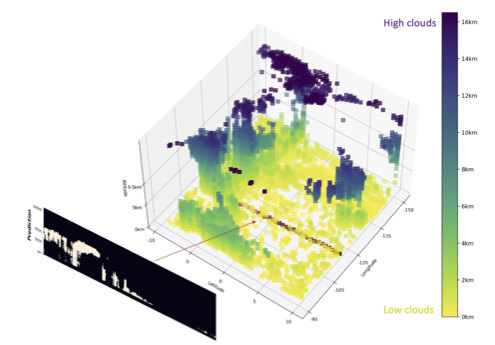 High clouds
16km
14km
12km
10km
8km
6km
4km
2km
0km
Low clouds
Altitude
9.5km
5km
0km
-10
-5
0
5
10
Latitude
-90
-105
-120
-135
-150
Longitude
Prediction